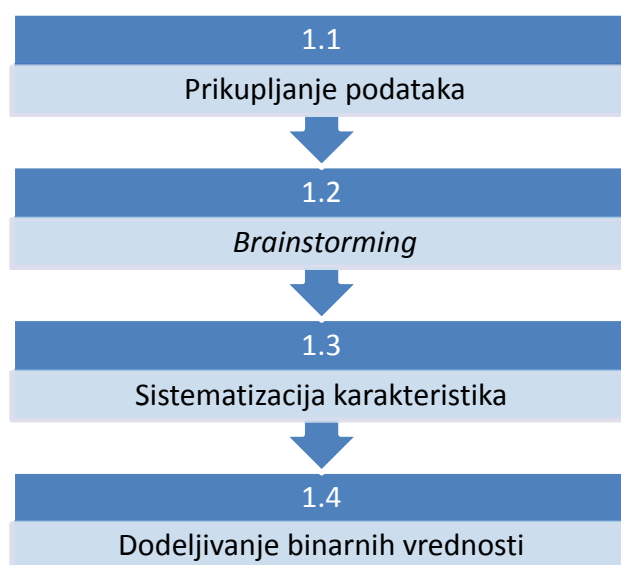 1.1
Prikupljanje podataka
1.2
Brainstorming
1.3
Sistematizacija karakteristika
1.4
Dodeljivanje binarnih vrednosti